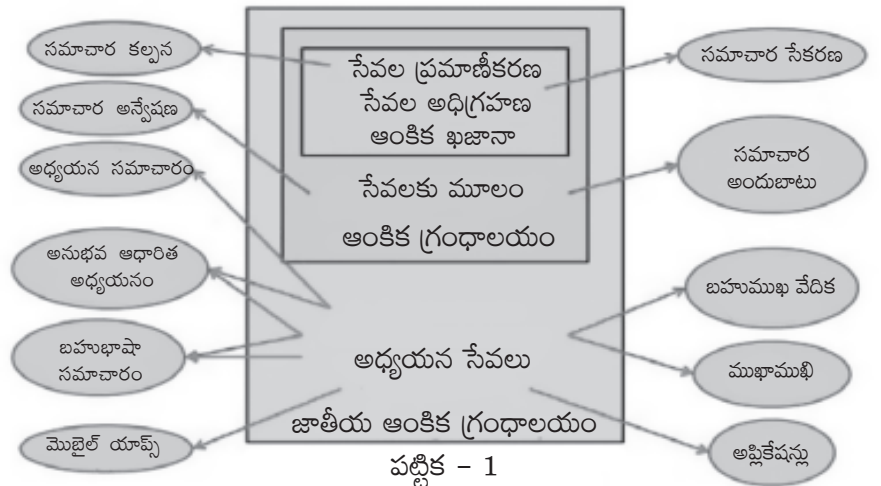 సమాచార కల్పన
సమాచార అన్వేషణ
అధ్యయన సమాచారం
అనుభవ ఆధారిత
అధ్యయనం
బహుభాషా
సమాచారం
మొబైల్ యాప్స్
సేవల ప్రమాణీకరణ
సేవల అధిగ్రహణ
ఆంకిక ఖజానా
సేవలకు మూలం
ఆంకిక గ్రంధాలయం
అధ్యయన సేవలు
జాతీయ ఆంకిక గ్రంధాలయం
సమాచార సేకరణ
సమాచార
అందుబాటు
బహుముఖ వేదిక
ముఖాముఖి
అప్లికేషన్లు
పట్టిక - 1